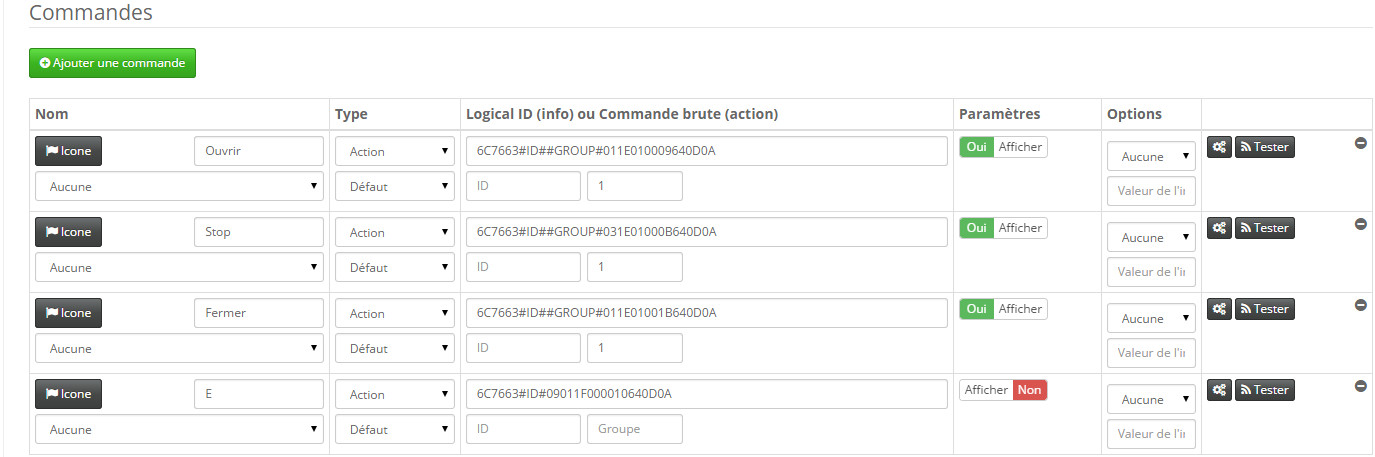 Commandes
Ajouter une commande
Nom Type Logical ID (info) ou Commande brute (action) Paramètres Options
Icone Ouvrir Action 6C7663#ID##GROUP#011E010009640D0A Oui Afficher Aucune Tester
Aucune Défaut ID 1 Valeur de l'ii
Icone Stop Action 6C7663#ID##GROUP#031E01000B640D0A Oui Afficher Aucune Tester
Aucune Défaut ID 1 Valeur de l'ii
Icone Fermer Action 6C7663#ID##GROUP#011E01001B640D0A Oui Afficher Aucune Tester
Aucune Défaut ID 1 Valeur de l'ii
Icone E Action 6C7663#ID#09011F000010640D0A Afficher Non Aucune Tester
Aucune Défaut ID Groupe Valeur de l'ii